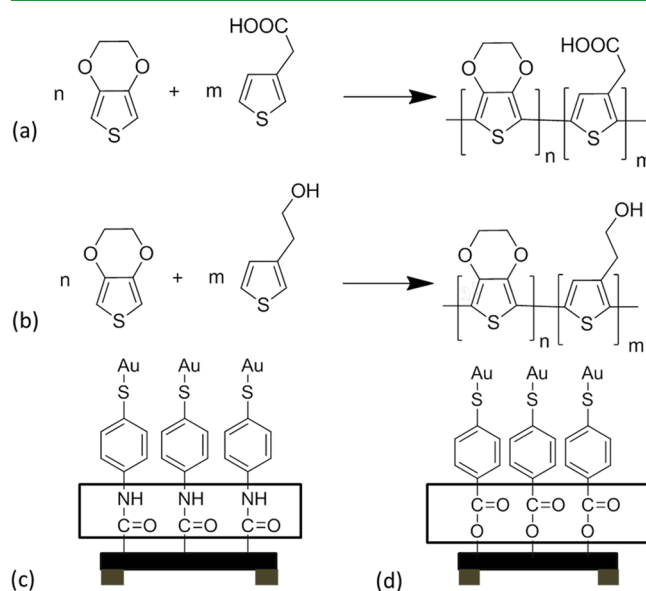 HOOC
HOOC
O O
O O
n + m
S
S
S
n
S
m
(a)
OH
OH
O O
O O
n + m
S
S
S
n
S
m
(b)
Au Au Au
S S S
NH NH NH
C=O C=O C=O
(c)
Au Au Au
S S S
C=O C=O C=O
O O O
(d)